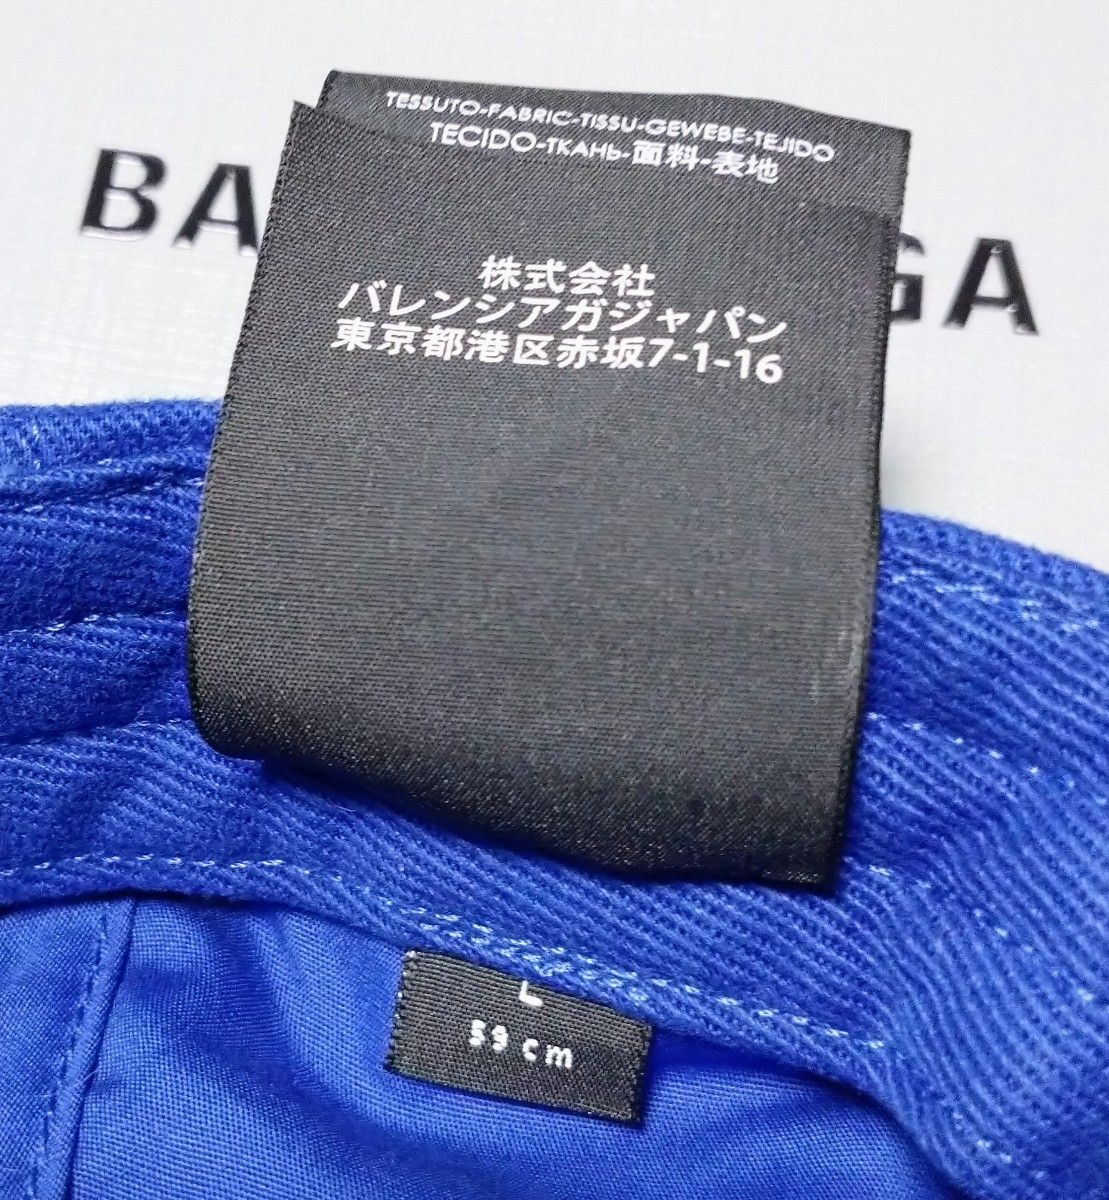 TESSUTO-FABRIC-TISSU-GEWEBE-TEJIDO
TECIDO-ТКАНЬ-面料-表地
BA GA
株式会社
バレンシアガジャパン
東京都港区赤坂7-1-16
L
59 cm